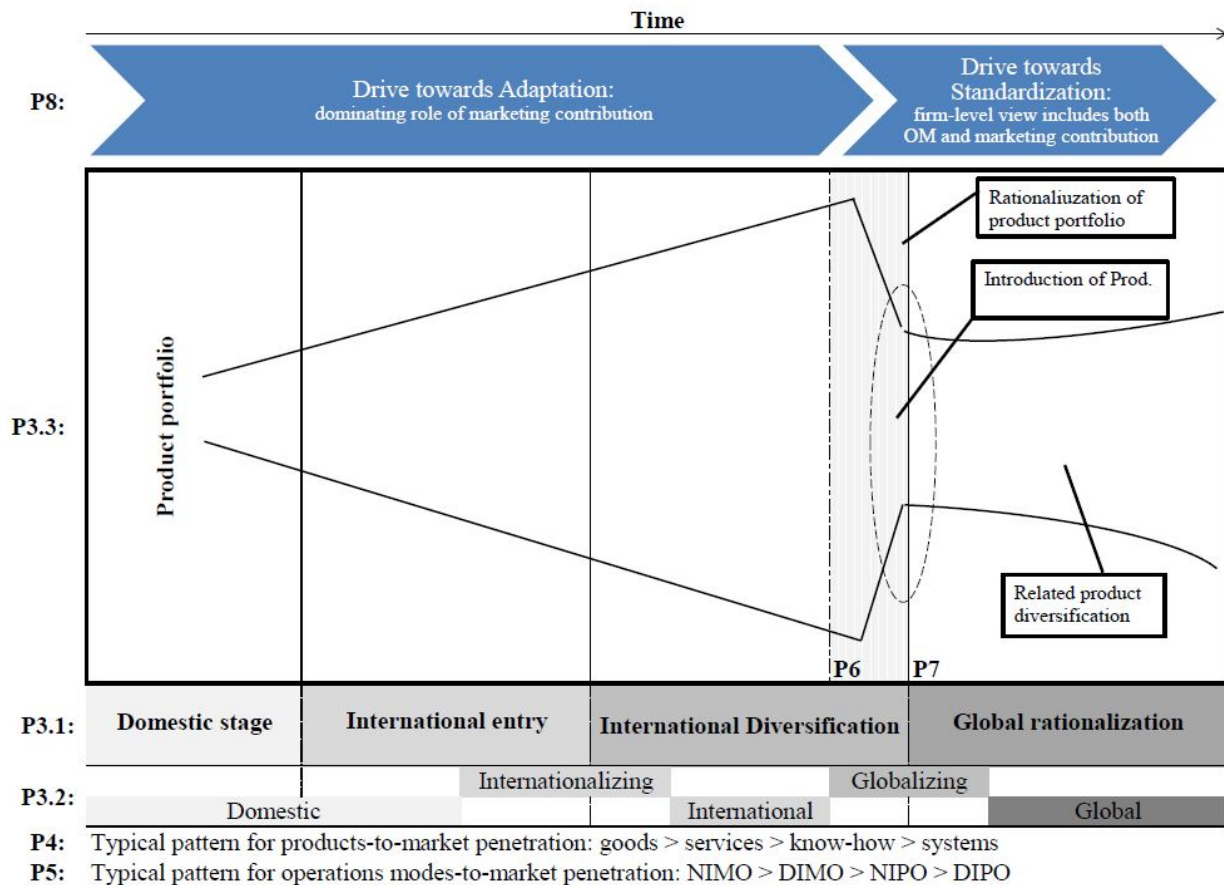 Time
P8:
Drive towards Adaptation:
dominating role of marketing contribution
Drive towards
Standardization:
firm-level view includes both
OM and marketing contribution
Rationaliuzation of
product portfolio
Introduction of Prod.
P3.3:
Product portfolio
Related product
diversification
P6
P7
P3.1:
Domestic stage
International entry
International Diversification
Global rationalization
P3.2:
Internationalizing
Globalizing
Domestic
International
Global
P4: Typical pattern for products-to-market penetration: goods > services > know-how > systems
P5: Typical pattern for operations modes-to-market penetration: NIMO > DIMO > NIPO > DIPO